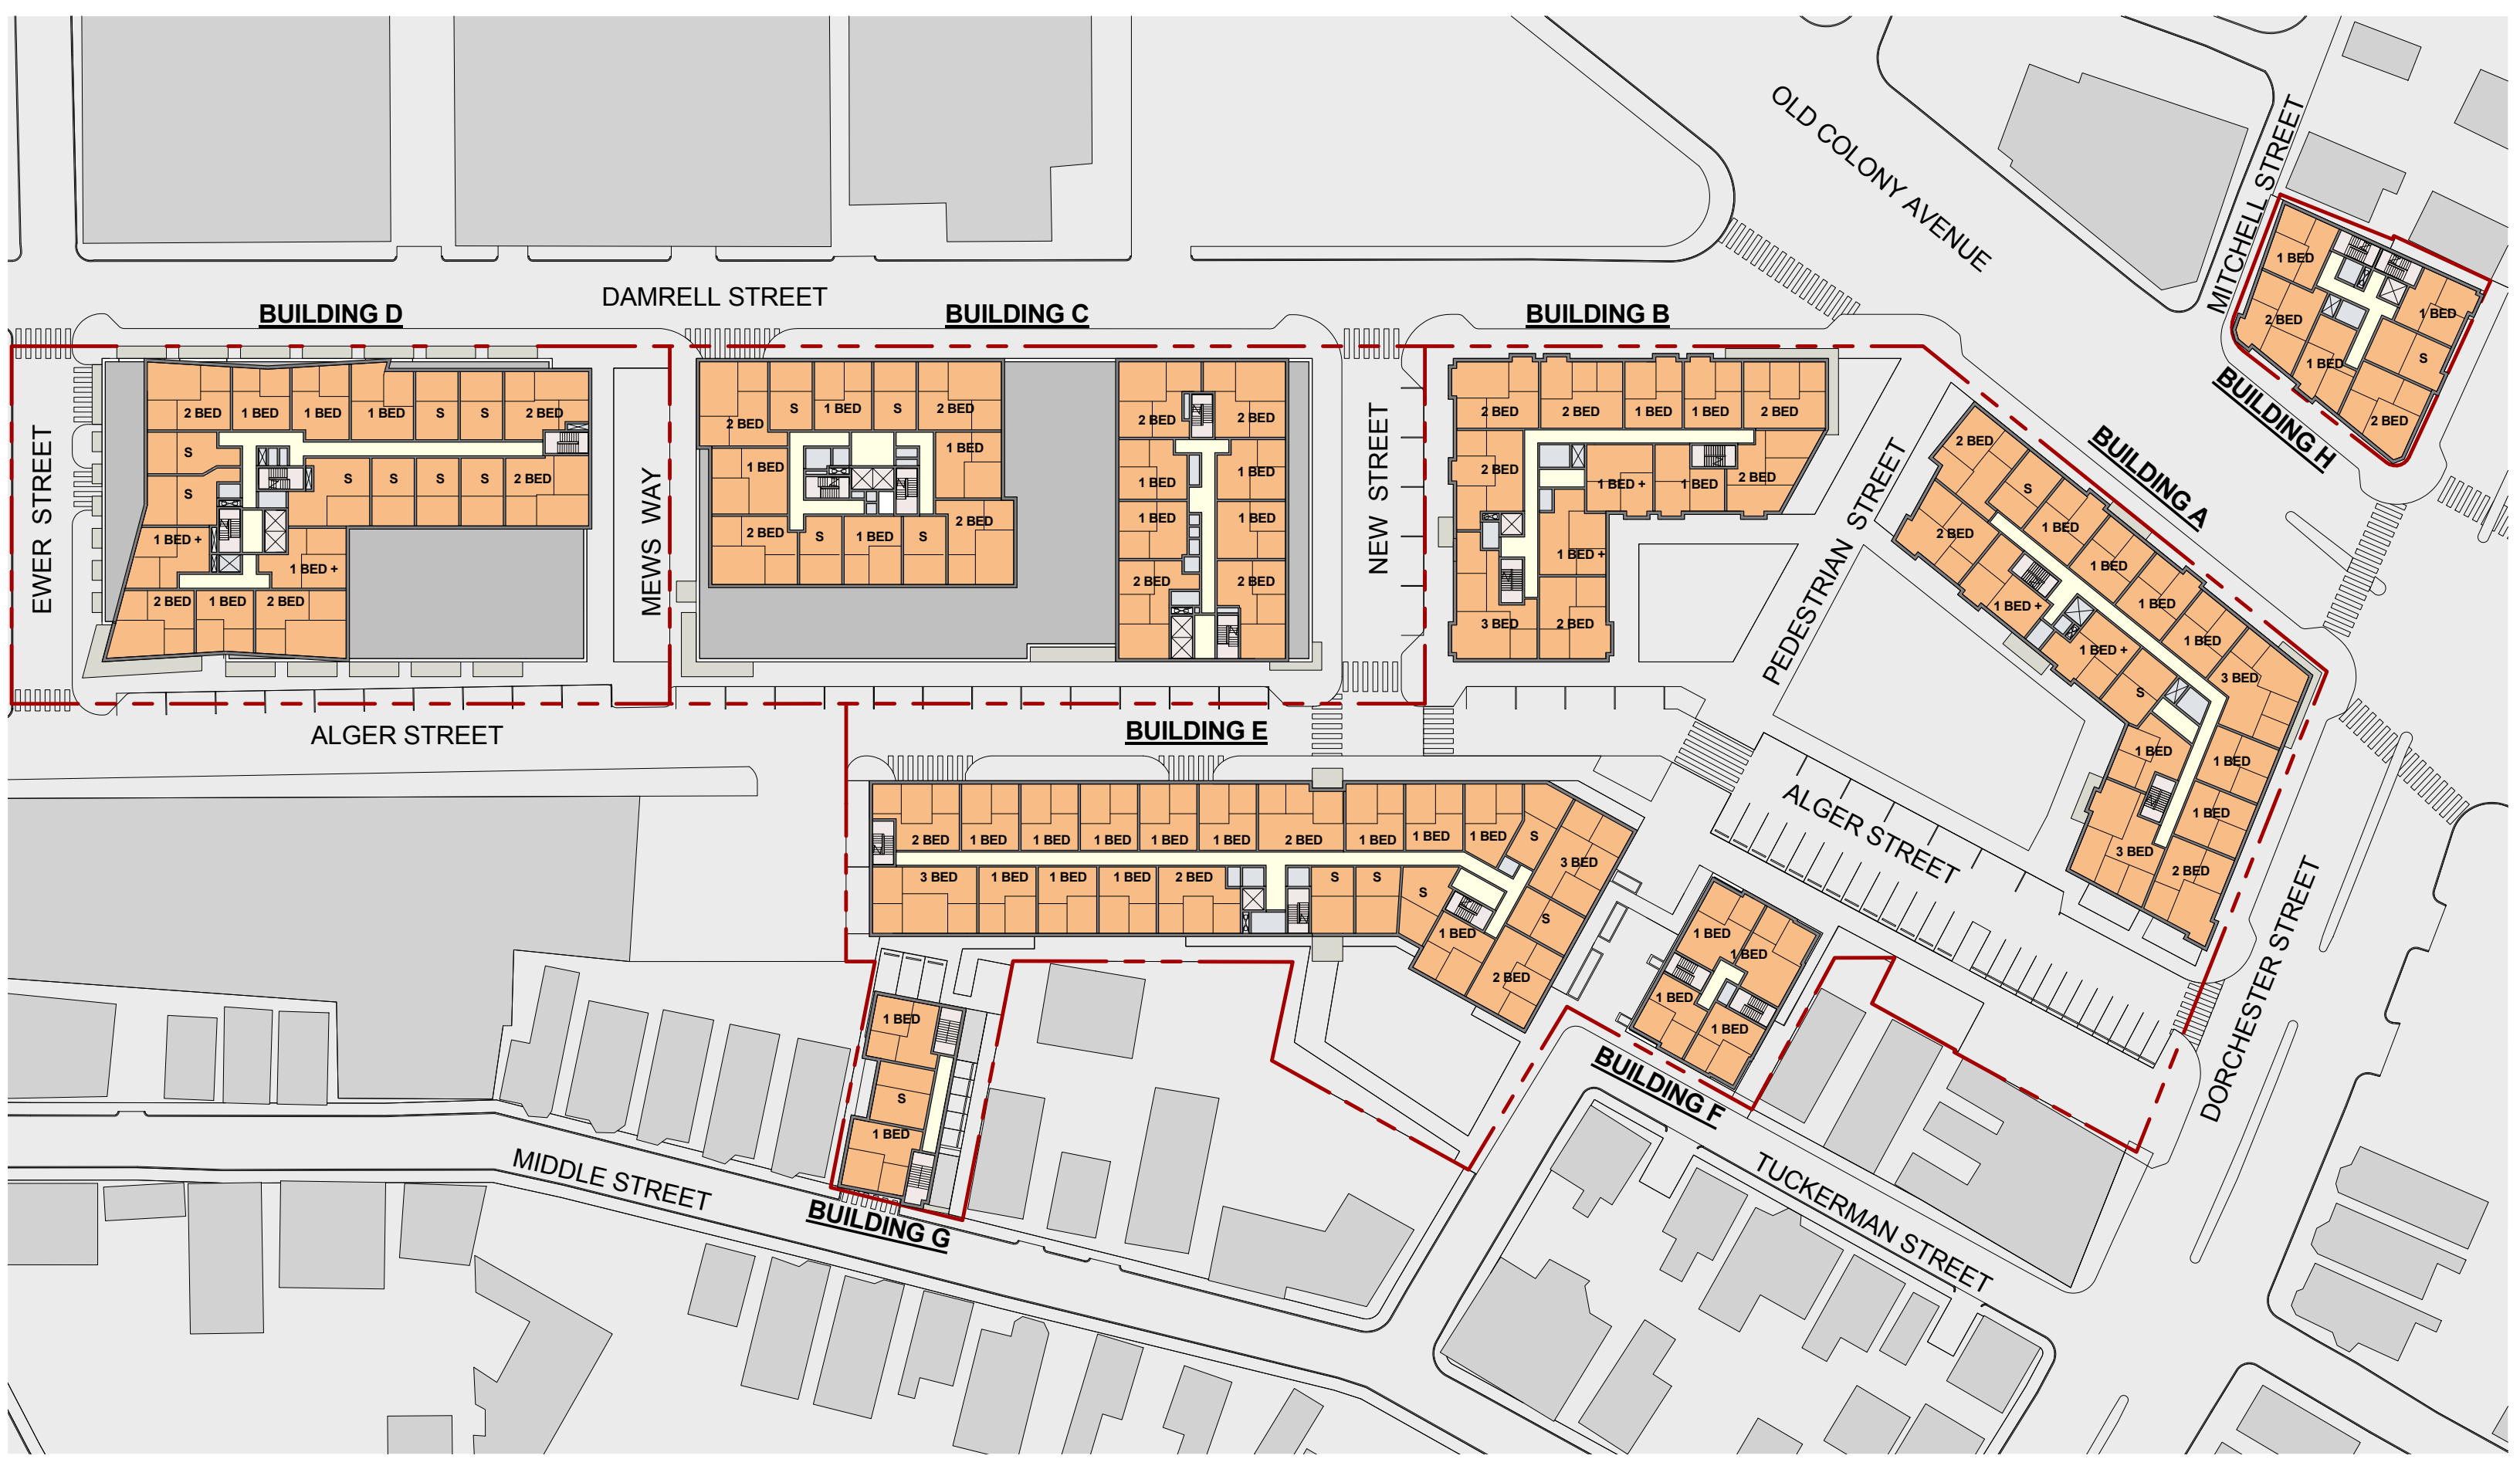 OLD COLONY AVENUE
MITCHELL STREET
DAMRELL STREET
BUILDING D
BUILDING C
BUILDING B
BUILDING H
BUILDING A
EWER STREET
MEWS WAY
NEW STREET
PEDESTRIAN STREET
2 BED
1 BED
1 BED
1 BED
S
S
2 BED
S
S
S
S
S
S
2 BED
1 BED +
1 BED +
2 BED
1 BED
2 BED
2 BED
S
1 BED
S
2 BED
1 BED
1 BED
2 BED
S
1 BED
S
2 BED
2 BED
2 BED
1 BED
1 BED
1 BED
1 BED
2 BED
2 BED
2 BED
2 BED
1 BED
1 BED
2 BED
2 BED
1 BED +
1 BED
2 BED
1 BED +
3 BED
2 BED
1 BED
2 BED
1 BED
1 BED
S
2 BED
2 BED
S
1 BED
1 BED
1 BED
1 BED
3 BED
2 BED
1 BED +
1 BED +
S
1 BED
1 BED
1 BED
3 BED
2 BED
ALGER STREET
BUILDING E
ALGER STREET
DORCHESTER STREET
2 BED
1 BED
1 BED
1 BED
1 BED
1 BED
2 BED
1 BED
1 BED
1 BED
S
3 BED
3 BED
1 BED
1 BED
1 BED
2 BED
S
S
S
S
1 BED
2 BED
1 BED
1 BED
1 BED
1 BED
BUILDING F
1 BED
S
1 BED
BUILDING G
MIDDLE STREET
TUCKERMAN STREET